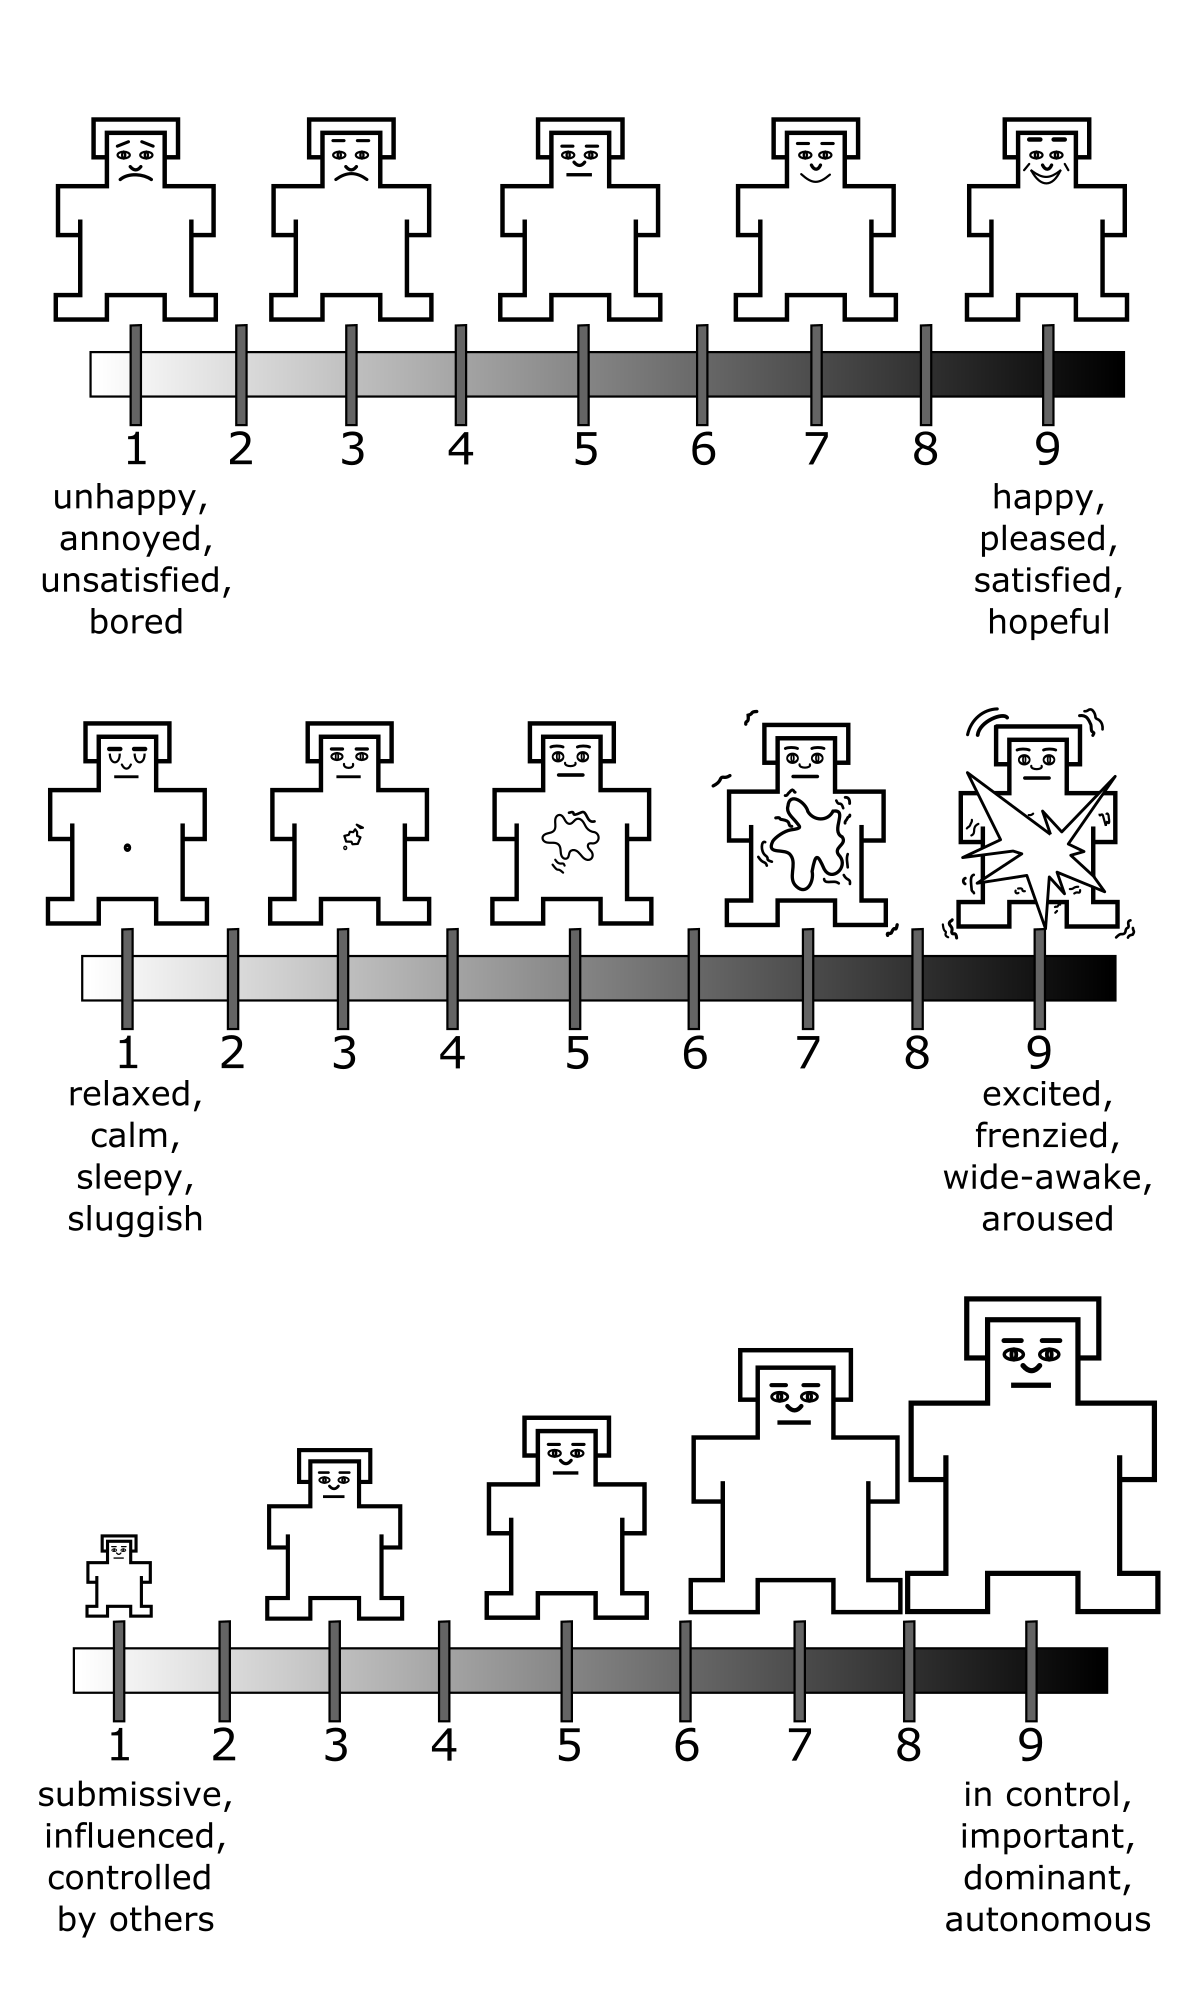 1 2 3 4 5 6 7 8 9
unhappy,
annoyed,
unsatisfied,
bored
happy,
pleased,
satisfied,
hopeful
1 2 3 4 5 6 7 8 9
relaxed,
calm,
sleepy,
sluggish
excited,
frenzied,
wide-awake,
aroused
1 2 3 4 5 6 7 8 9
submissive,
influenced,
controlled
by others
in control,
important,
dominant,
autonomous